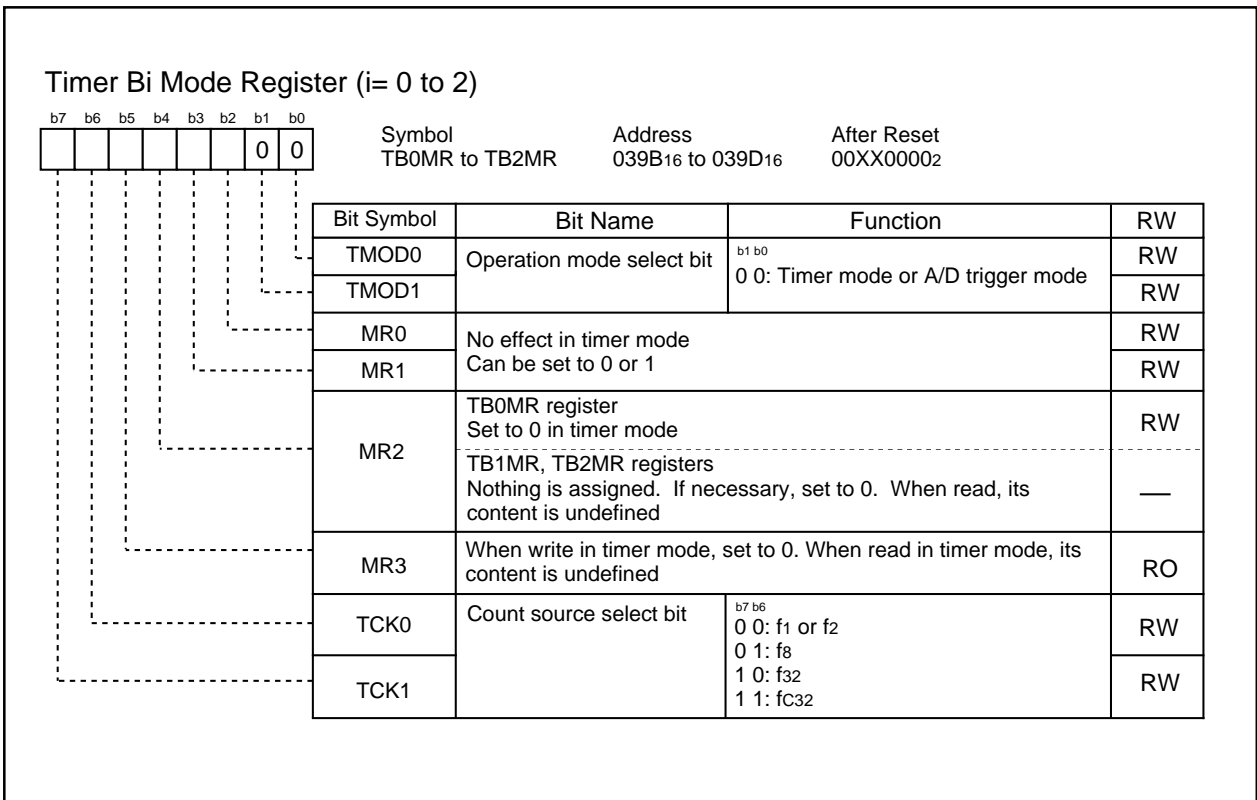 Timer Bi Mode Register (i= 0 to 2)
b7 b6 b5 b4 b3 b2 b1 b0
0 0
Symbol Address After Reset
TB0MR to TB2MR 039B16 to 039D16 00XX00002
Bit Symbol Bit Name Function RW
TMOD0 Operation mode select bit b1 b0 RW
0 0: Timer mode or A/D trigger mode
TMOD1 RW
MR0 No effect in timer mode RW
MR1 Can be set to 0 or 1 RW
MR2 TB0MR register
Set to 0 in timer mode RW
TB1MR, TB2MR registers
Nothing is assigned. If necessary, set to 0. When read, its
content is undefined —
MR3 When write in timer mode, set to 0. When read in timer mode, its
content is undefined RO
TCK0 Count source select bit b7 b6 RW
0 0: f1 or f2
0 1: f8
1 0: f32
TCK1 1 1: fC32 RW